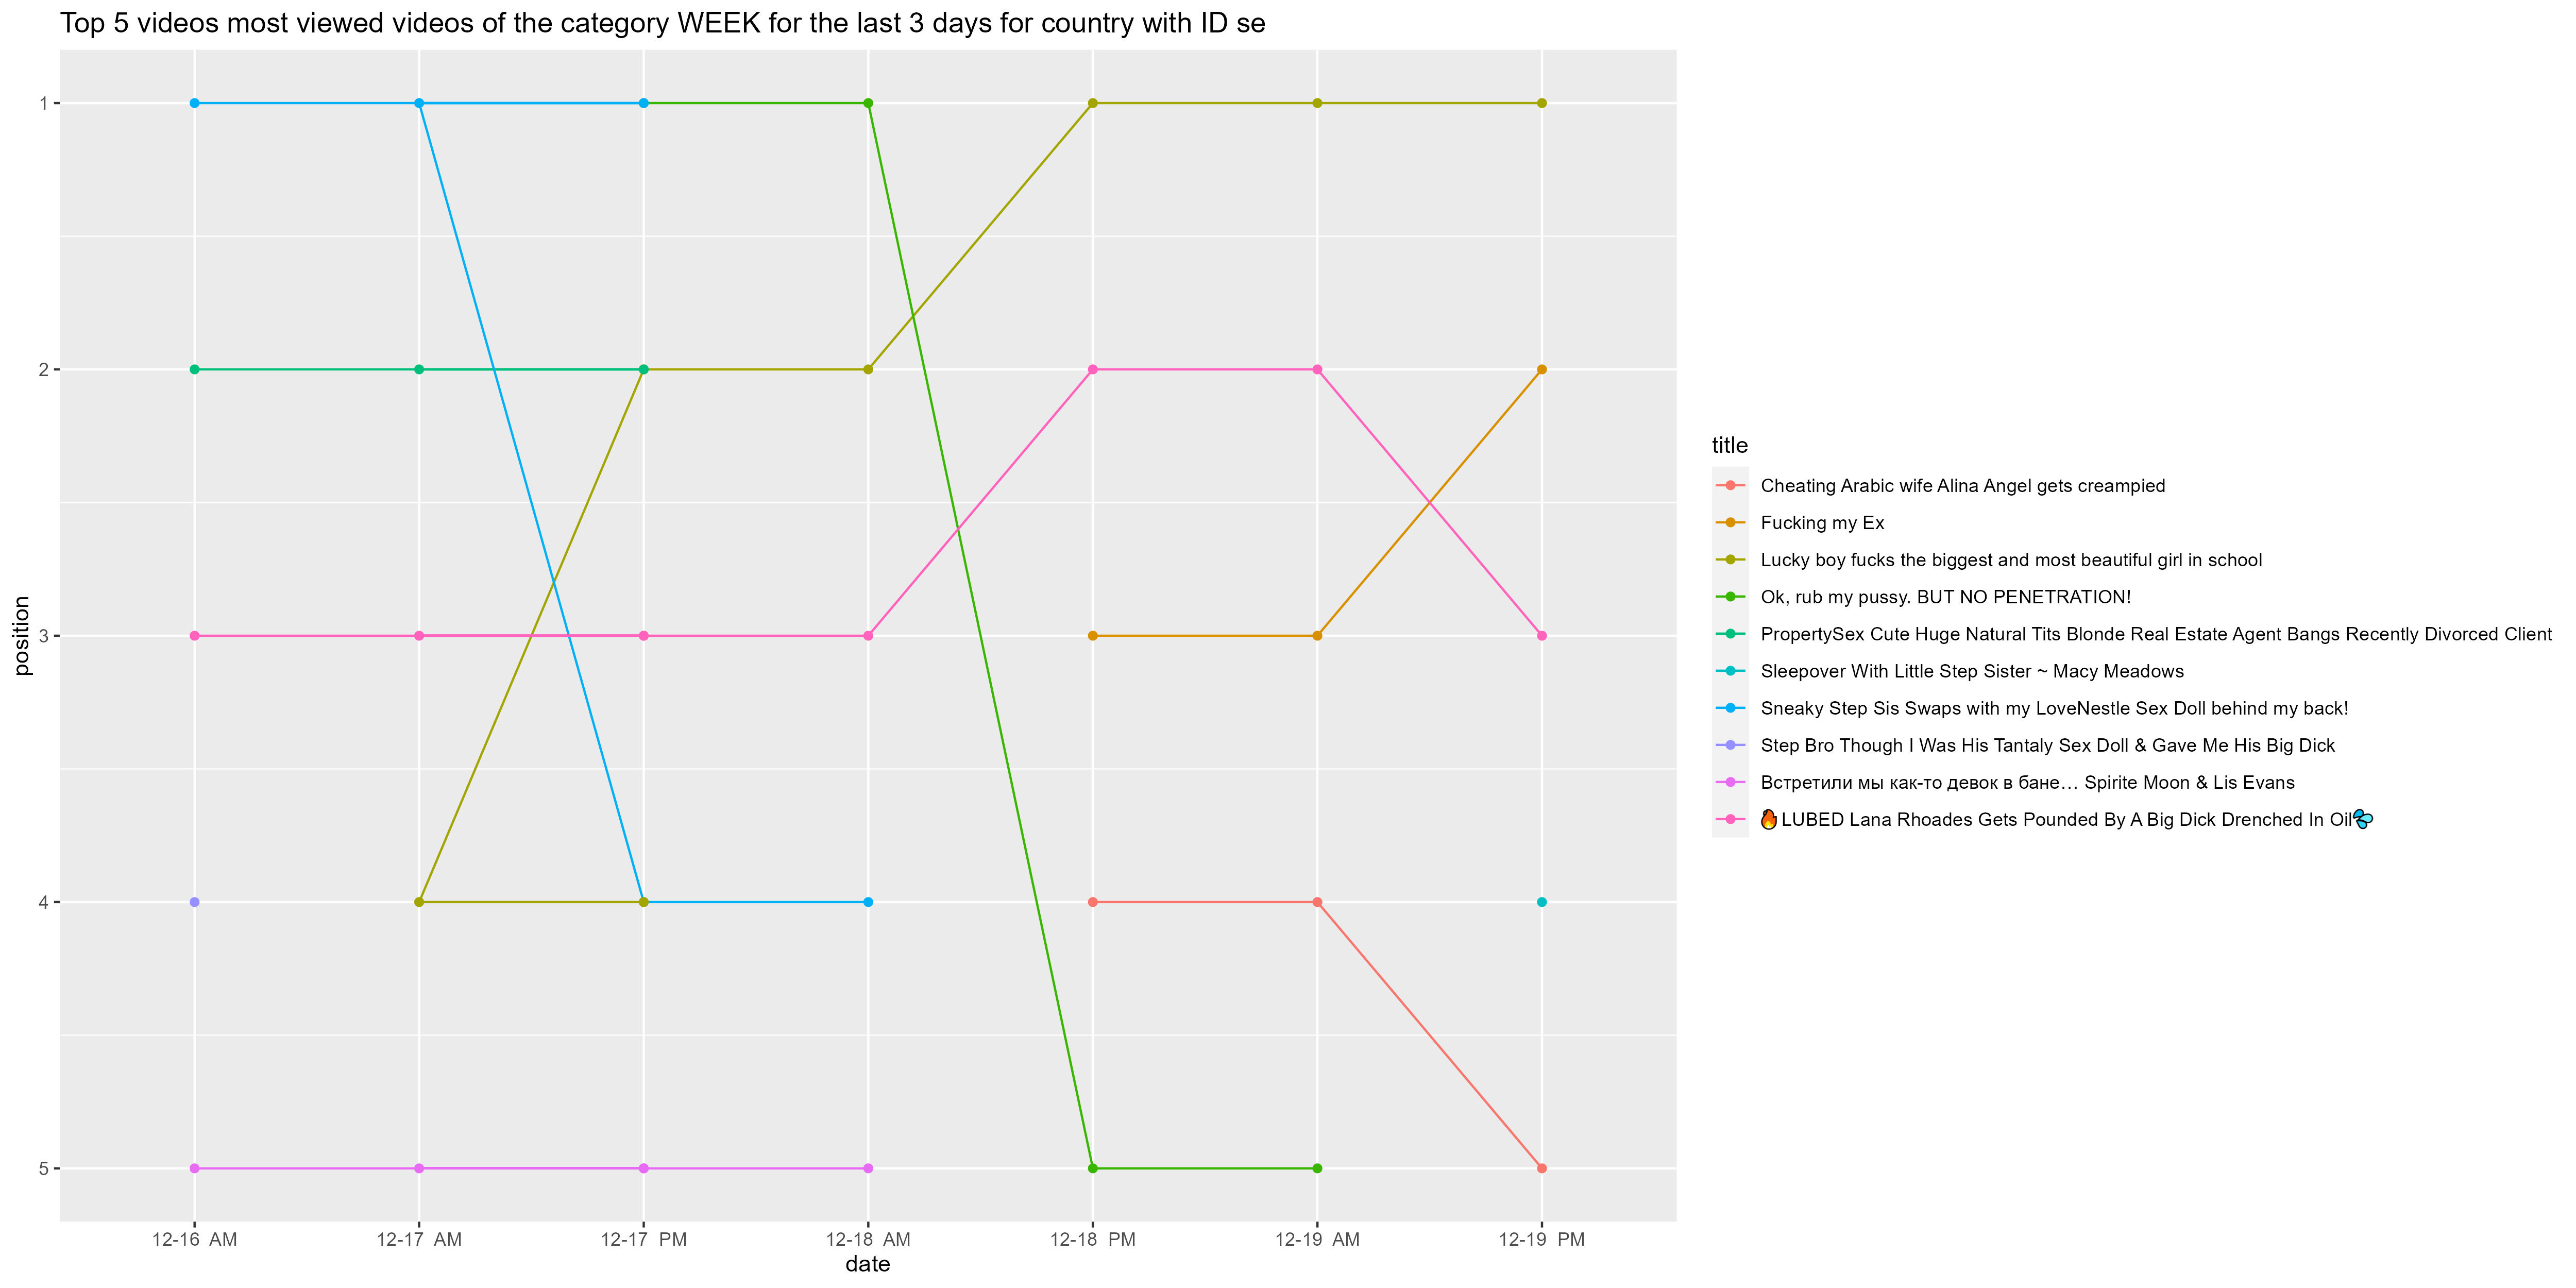 Top 5 videos most viewed videos of the category WEEK for the last 3 days for country with ID se
position
1
2
3
4
5
12-16 AM
12-17 AM
12-17 PM
12-18 AM
12-18 PM
12-19 AM
12-19 PM
date
title
Cheating Arabic wife Alina Angel gets creampied
Fucking my Ex
Lucky boy fucks the biggest and most beautiful girl in school
Ok, rub my pussy. BUT NO PENETRATION!
PropertySex Cute Huge Natural Tits Blonde Real Estate Agent Bangs Recently Divorced Client
Sleepover With Little Step Sister ~ Macy Meadows
Sneaky Step Sis Swaps with my LoveNestle Sex Doll behind my back!
Step Bro Though I Was His Tantaly Sex Doll & Gave Me His Big Dick
Встретили мы как-то девок в бане… Spirite Moon & Lis Evans
🔥LUBED Lana Rhoades Gets Pounded By A Big Dick Drenched In Oil💦